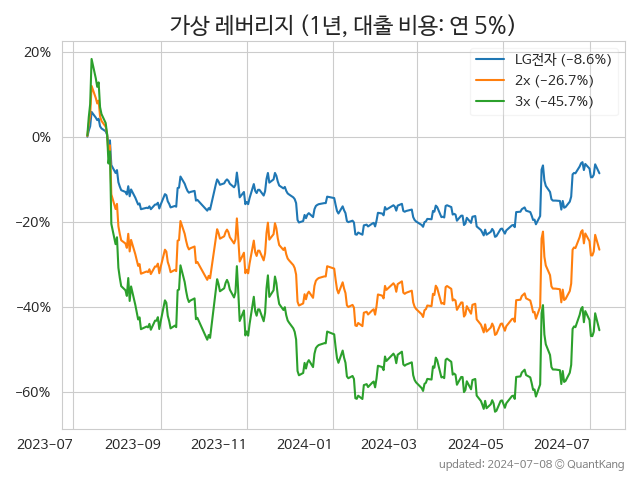 가상 레버리지 (1년, 대출 비용: 연 5%)
LG전자 (−8.6%)
2x (−26.7%)
3x (−45.7%)
20%
0%
−20%
−40%
−60%
2023-07 2023-09 2023-11 2024-01 2024-03 2024-05 2024-07
updated: 2024-07-08 © QuantKang